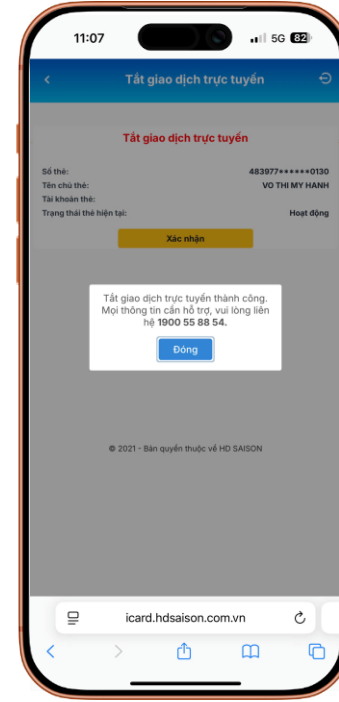 11:07
5G 82
Tắt giao dịch trực tuyến
Tắt giao dịch trực tuyến
Số thẻ: 483977******0130
Tên chủ thẻ: VO THI MY HANH
Tài khoản thẻ:
Trạng thái thẻ hiện tại: Hoạt động
Xác nhận
Tắt giao dịch trực tuyến thành công.
Mọi thông tin cần hỗ trợ, vui lòng liên
hệ 1900 55 88 54.
Đóng
© 2021 - Bản quyền thuộc về HD SAISON
icard.hdsaison.com.vn